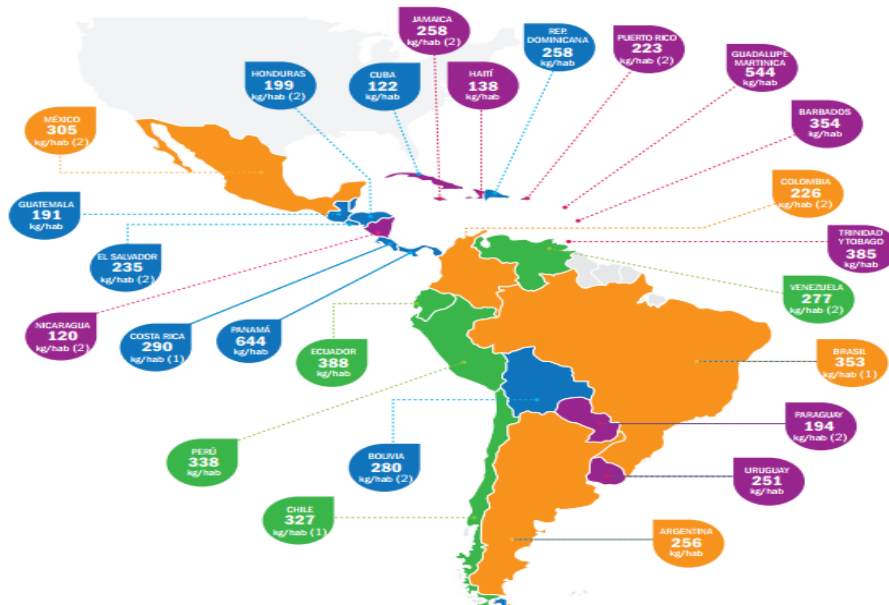 JAMAICA
258
kg/hab (2)
REP.
DOMINICANA
258
kg/hab
PUERTO RICO
223
kg/hab (2)
GUADALUPE
MARTINICA
544
kg/hab
HONDURAS
199
kg/hab (2)
CUBA
122
kg/hab
HAITÍ
138
kg/hab
BARBADOS
354
kg/hab
MÉXICO
305
kg/hab (2)
COLOMBIA
226
kg/hab (2)
GUATEMALA
191
kg/hab
TRINIDAD
Y TOBAGO
385
kg/hab
EL SALVADOR
235
kg/hab (2)
VENEZUELA
277
kg/hab (2)
NICARAGUA
120
kg/hab (2)
COSTA RICA
290
kg/hab (1)
PANAMÁ
644
kg/hab
ECUADOR
388
kg/hab
BRASIL
353
kg/hab (1)
PARAGUAY
194
kg/hab (2)
PERÚ
338
kg/hab
BOLIVIA
280
kg/hab (2)
URUGUAY
251
kg/hab
CHILE
327
kg/hab (1)
ARGENTINA
256
kg/hab